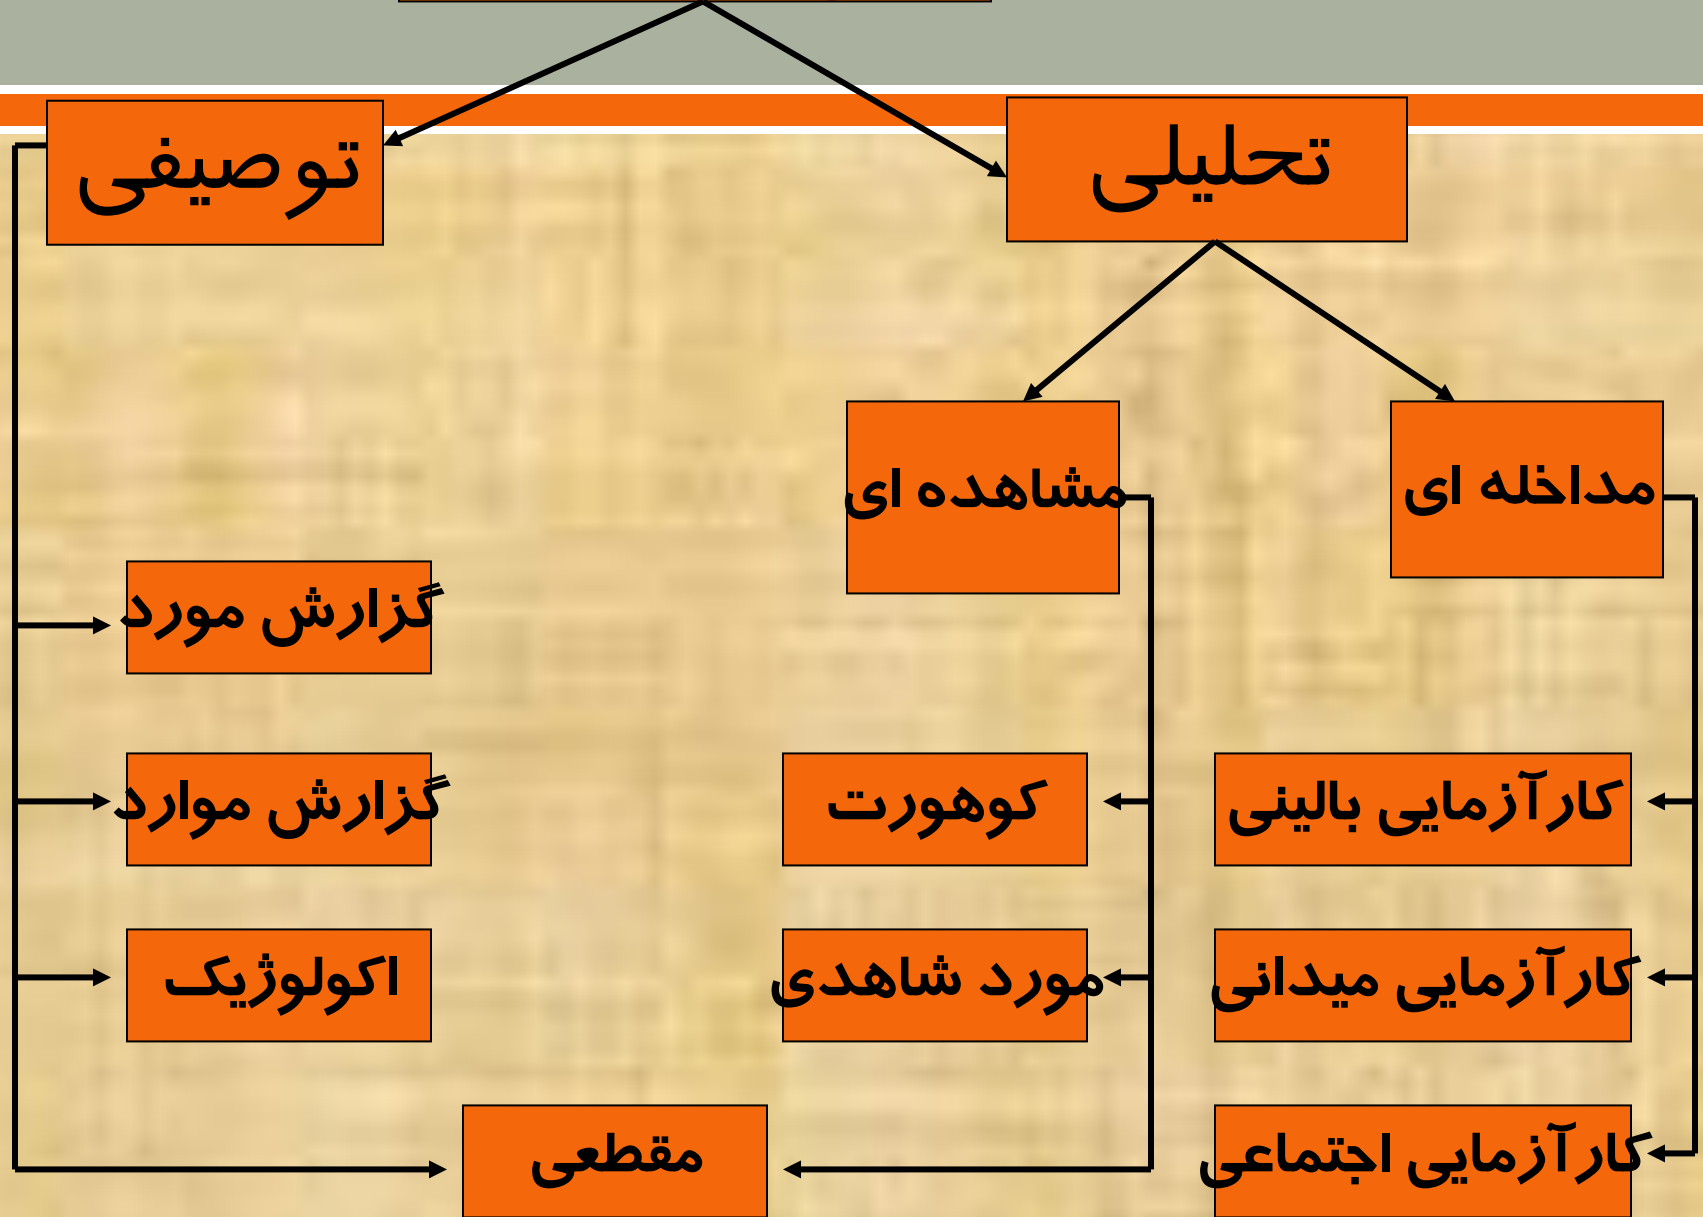 تحلیلی
توصیفی
مداخله ای
مشاهده ای
گزارش مورد
کارآزمایی بالینی
کوهورت
گزارش موارد
کارآزمایی میدانی
مورد شاهدی
اکولوژیک
کارآزمایی اجتماعی
مقطعی